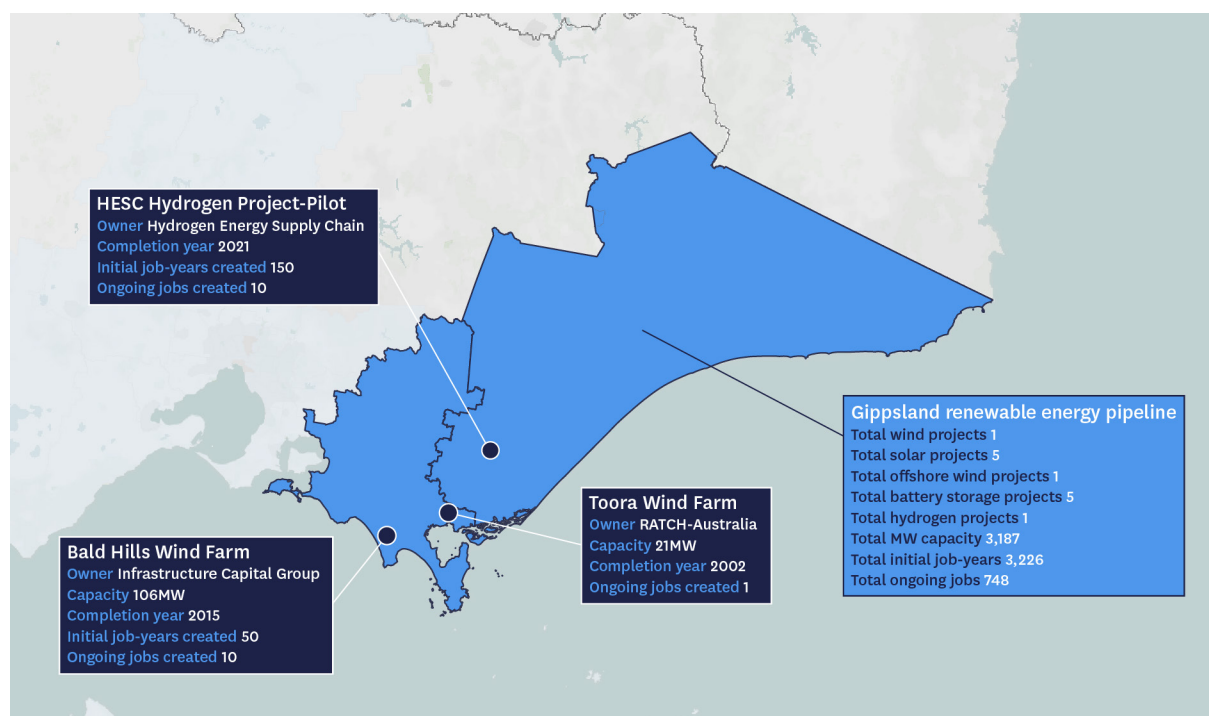 HESC Hydrogen Project-Pilot
Owner Hydrogen Energy Supply Chain
Completion year 2021
Initial job-years created 150
Ongoing jobs created 10
Gippsland renewable energy pipeline
Total wind projects 1
Total solar projects 5
Total offshore wind projects 1
Total battery storage projects 5
Total hydrogen projects 1
Total MW capacity 3,187
Total initial job-years 3,226
Total ongoing jobs 748
Toora Wind Farm
Owner RATCH-Australia
Capacity 21MW
Completion year 2002
Ongoing jobs created 1
Bald Hills Wind Farm
Owner Infrastructure Capital Group
Capacity 106MW
Completion year 2015
Initial job-years created 50
Ongoing jobs created 10